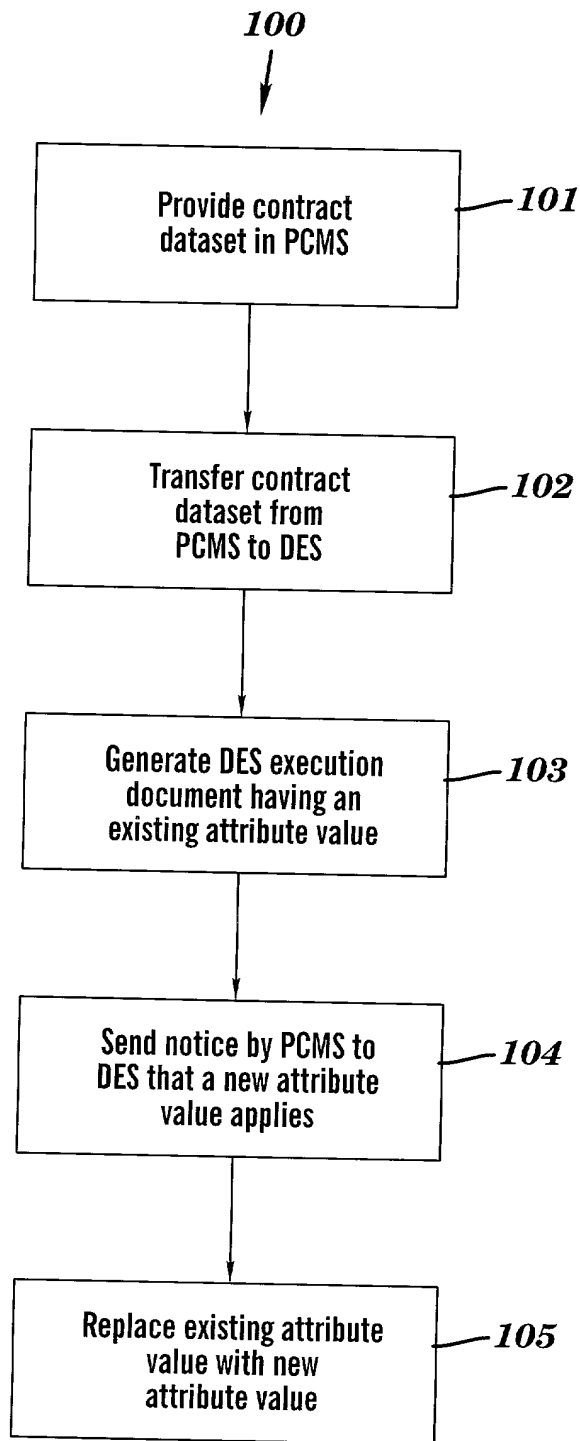 100
Provide contract
dataset in PCMS
101
Transfer contract
dataset from
PCMS to DES
102
Generate DES execution
document having an
existing attribute value
103
Send notice by PCMS to
DES that a new attribute
value applies
104
Replace existing attribute
value with new
attribute value
105